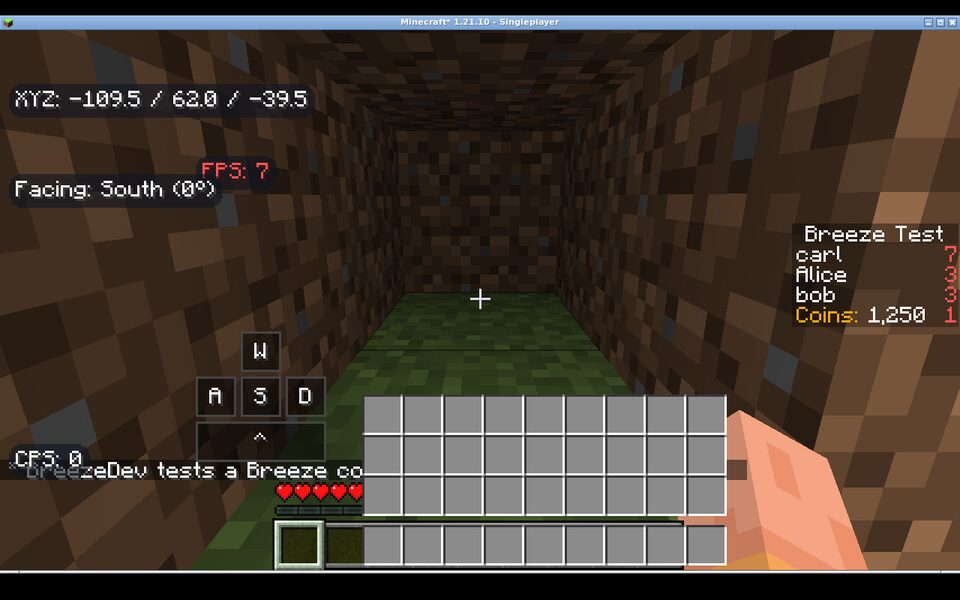 Minecraft* 1.21.10 - Singleplayer
XYZ: -109.5 / 62.0 / -39.5
FPS: 7
Facing: South (0°)
Breeze Test
carl 7
Alice 3
bob 3
Coins: 1,250 1
W
A S D
^
CPS: 0
BreezeDev tests a Breeze co